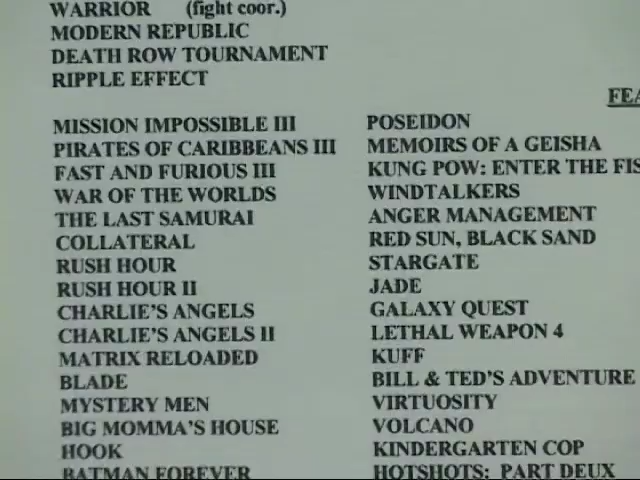 WARRIOR (fight coor.)
MODERN REPUBLIC
DEATH ROW TOURNAMENT
RIPPLE EFFECT
FEA
MISSION IMPOSSIBLE III
PIRATES OF CARIBBEANS III
FAST AND FURIOUS III
WAR OF THE WORLDS
THE LAST SAMURAI
COLLATERAL
RUSH HOUR
RUSH HOUR II
CHARLIE'S ANGELS
CHARLIE'S ANGELS II
MATRIX RELOADED
BLADE
MYSTERY MEN
BIG MOMMA'S HOUSE
HOOK
BATMAN FOREVER
POSEIDON
MEMOIRS OF A GEISHA
KUNG POW: ENTER THE FIS
WINDTALKERS
ANGER MANAGEMENT
RED SUN, BLACK SAND
STARGATE
JADE
GALAXY QUEST
LETHAL WEAPON 4
KUFF
BILL & TED'S ADVENTURE
VIRTUOSITY
VOLCANO
KINDERGARTEN COP
HOTSHOTS: PART DEUX